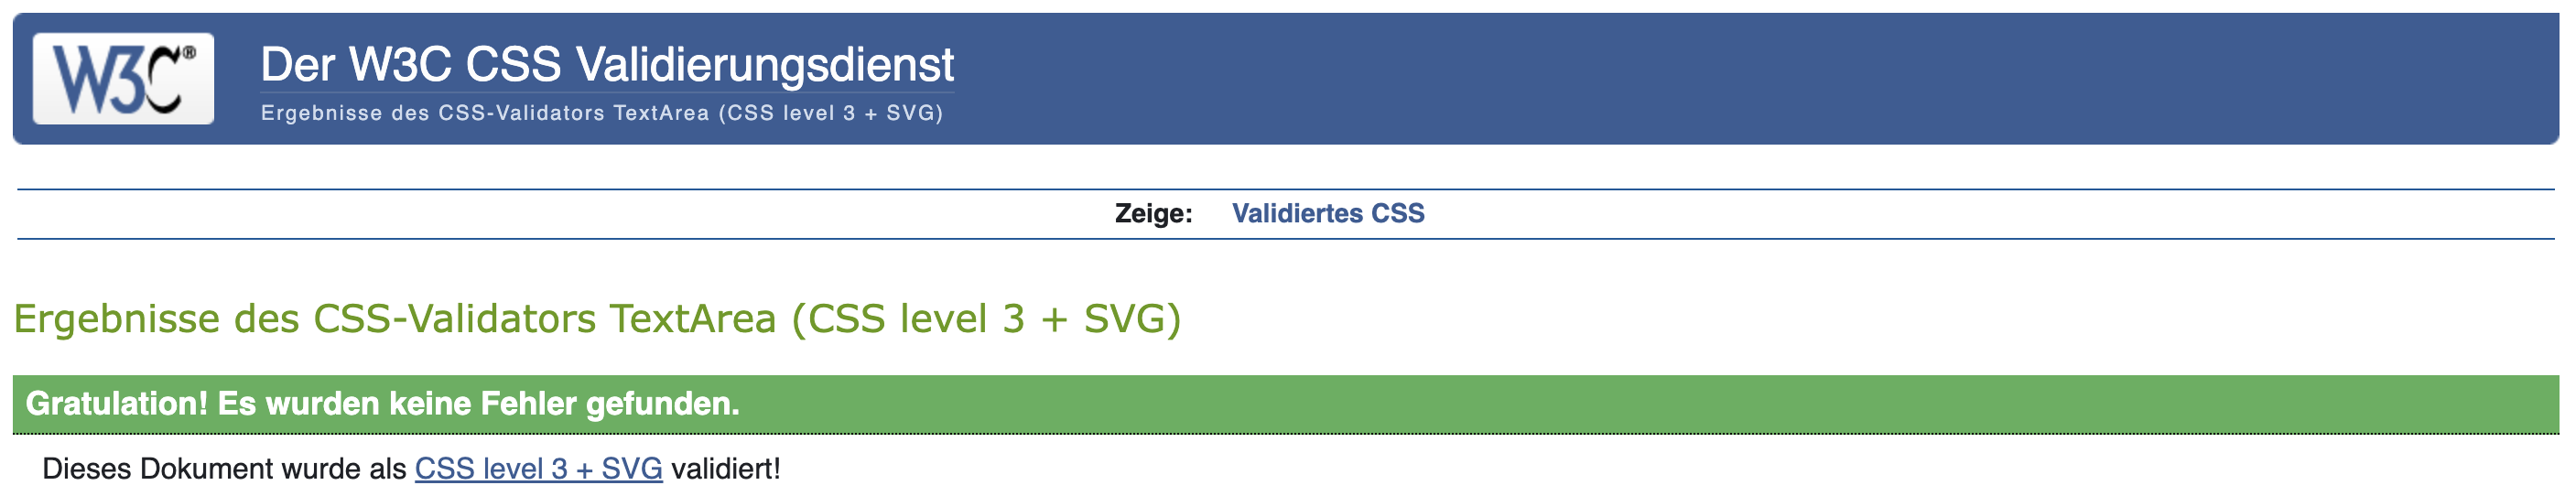 W3C®
Der W3C CSS Validierungsdienst
Ergebnisse des CSS-Validators TextArea (CSS level 3 + SVG)
Zeige: Validiertes CSS
Ergebnisse des CSS-Validators TextArea (CSS level 3 + SVG)
Gratulation! Es wurden keine Fehler gefunden.
Dieses Dokument wurde als CSS level 3 + SVG validiert!